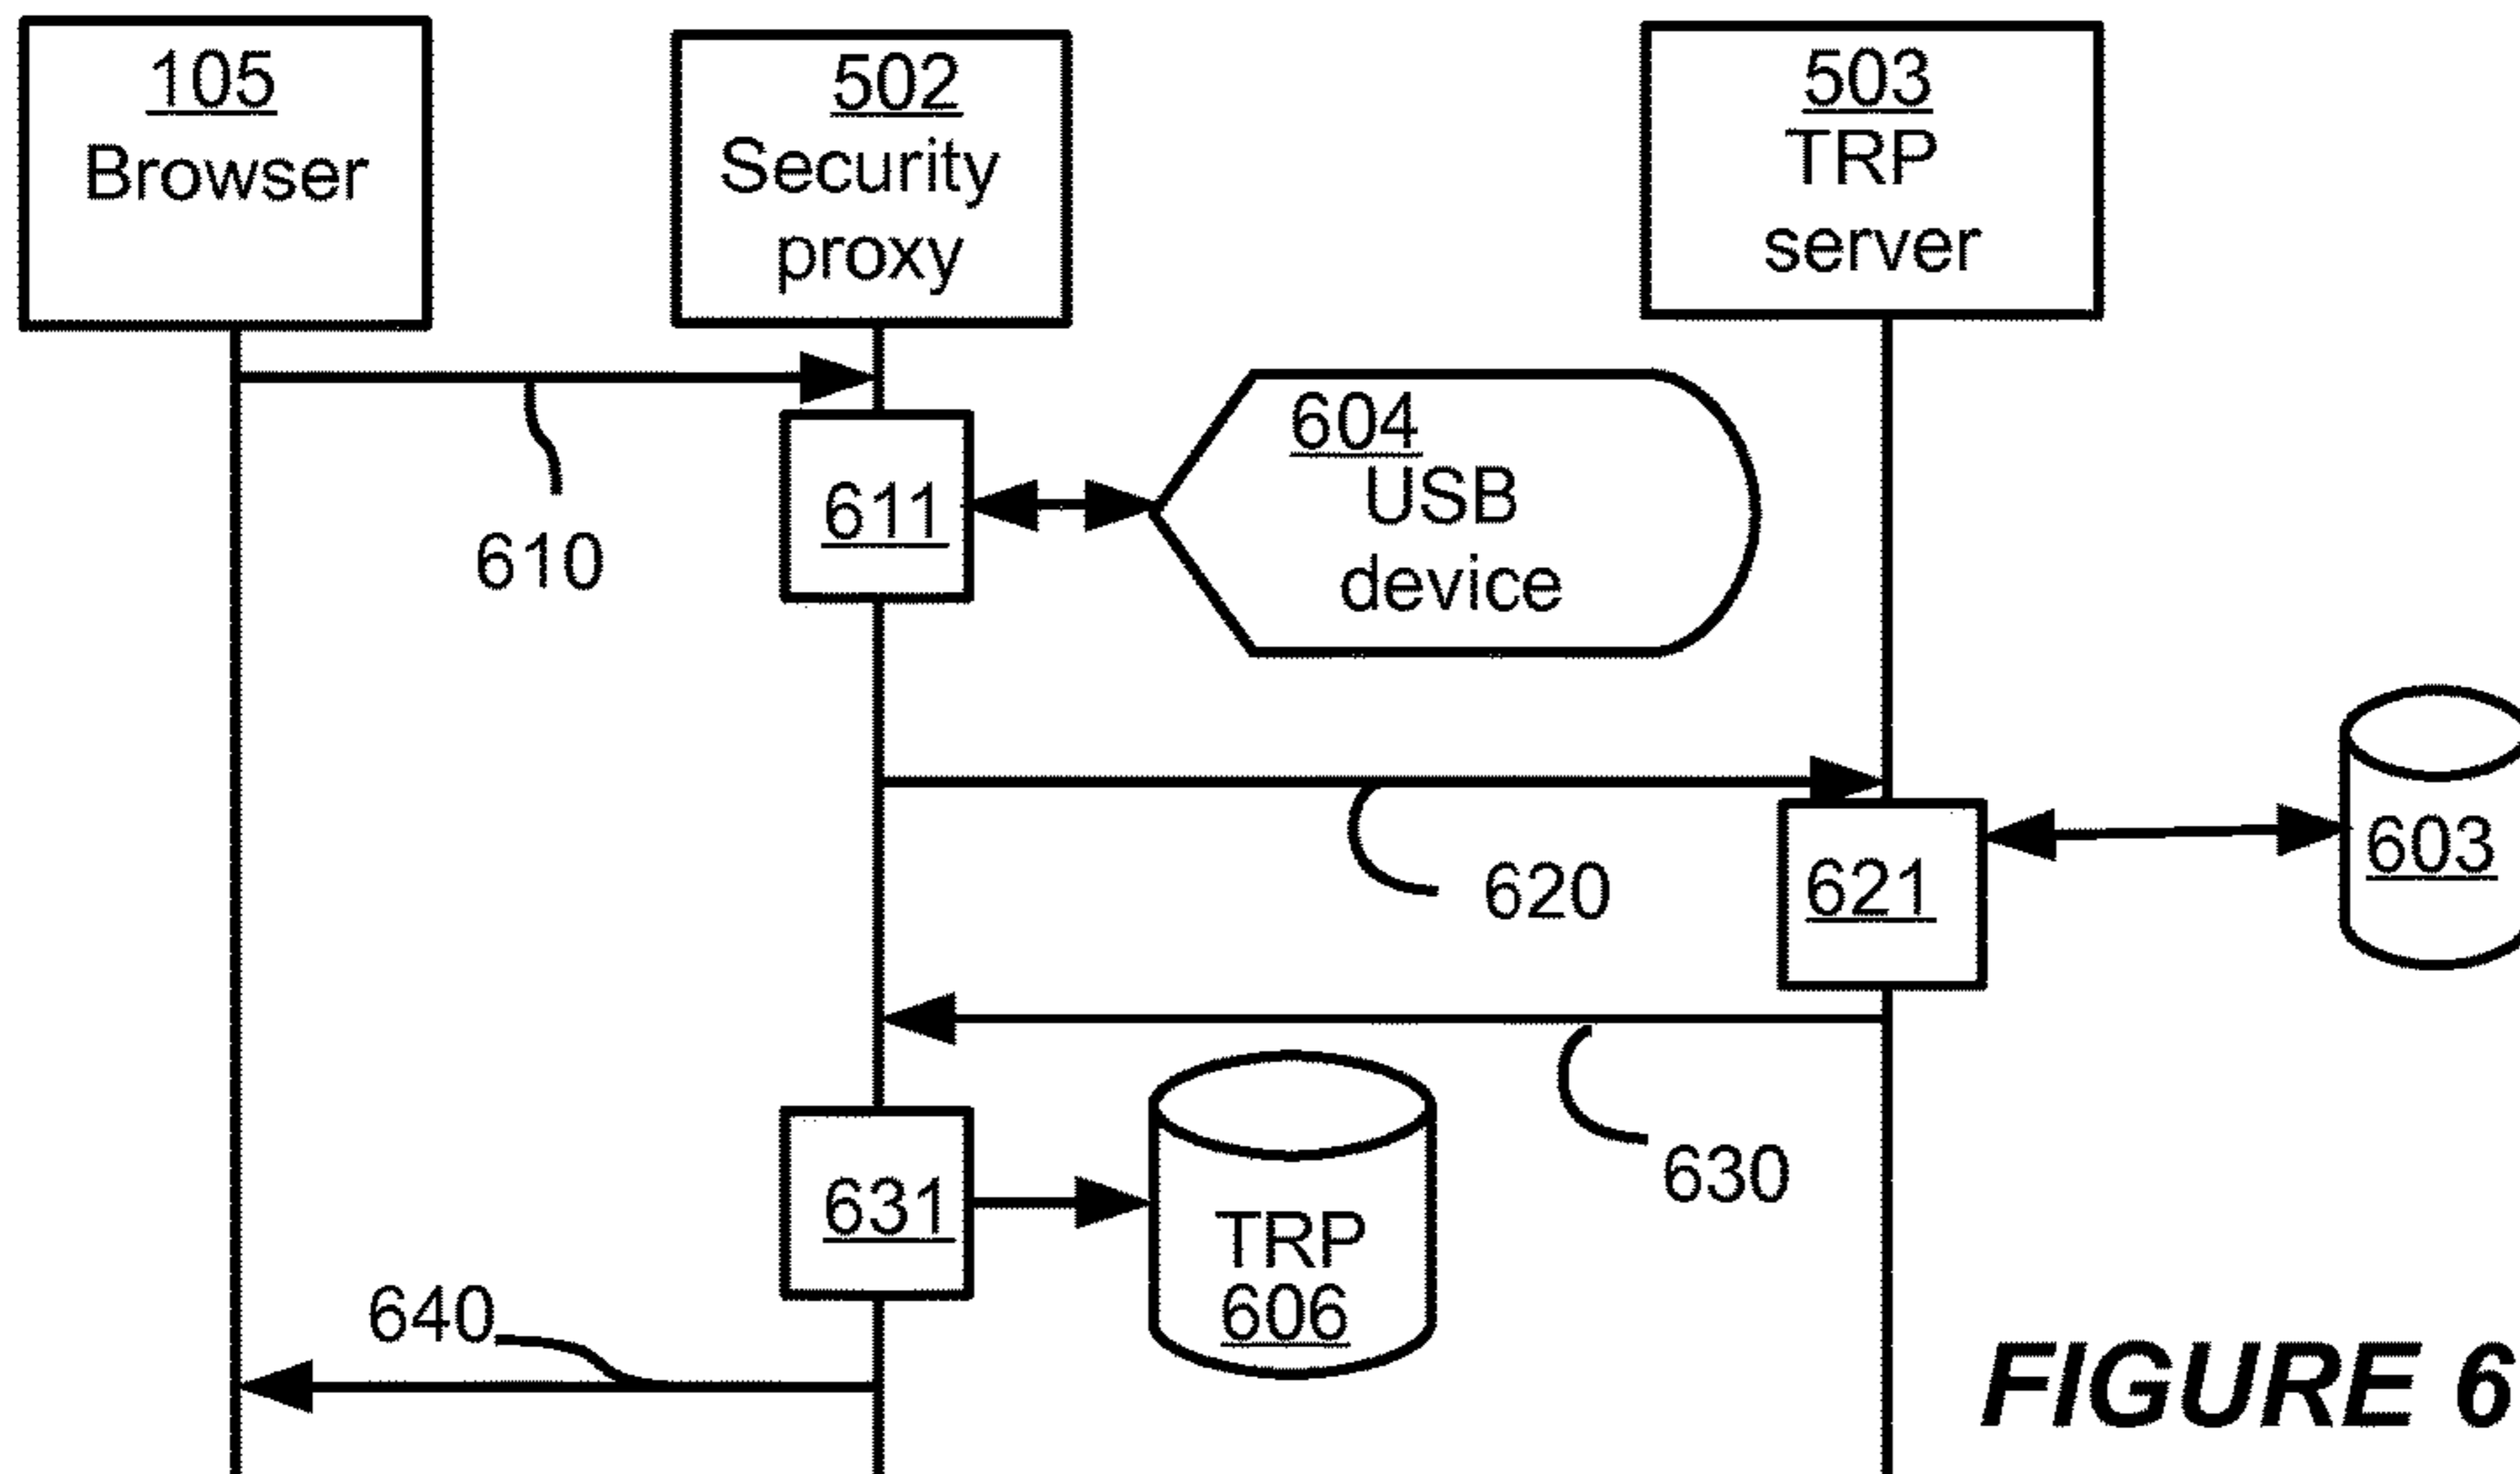 105
Browser
502
Security
proxy
503
TRP
server
610
611
604
USB
device
620
621
603
630
631
TRP
606
640
FIGURE 6